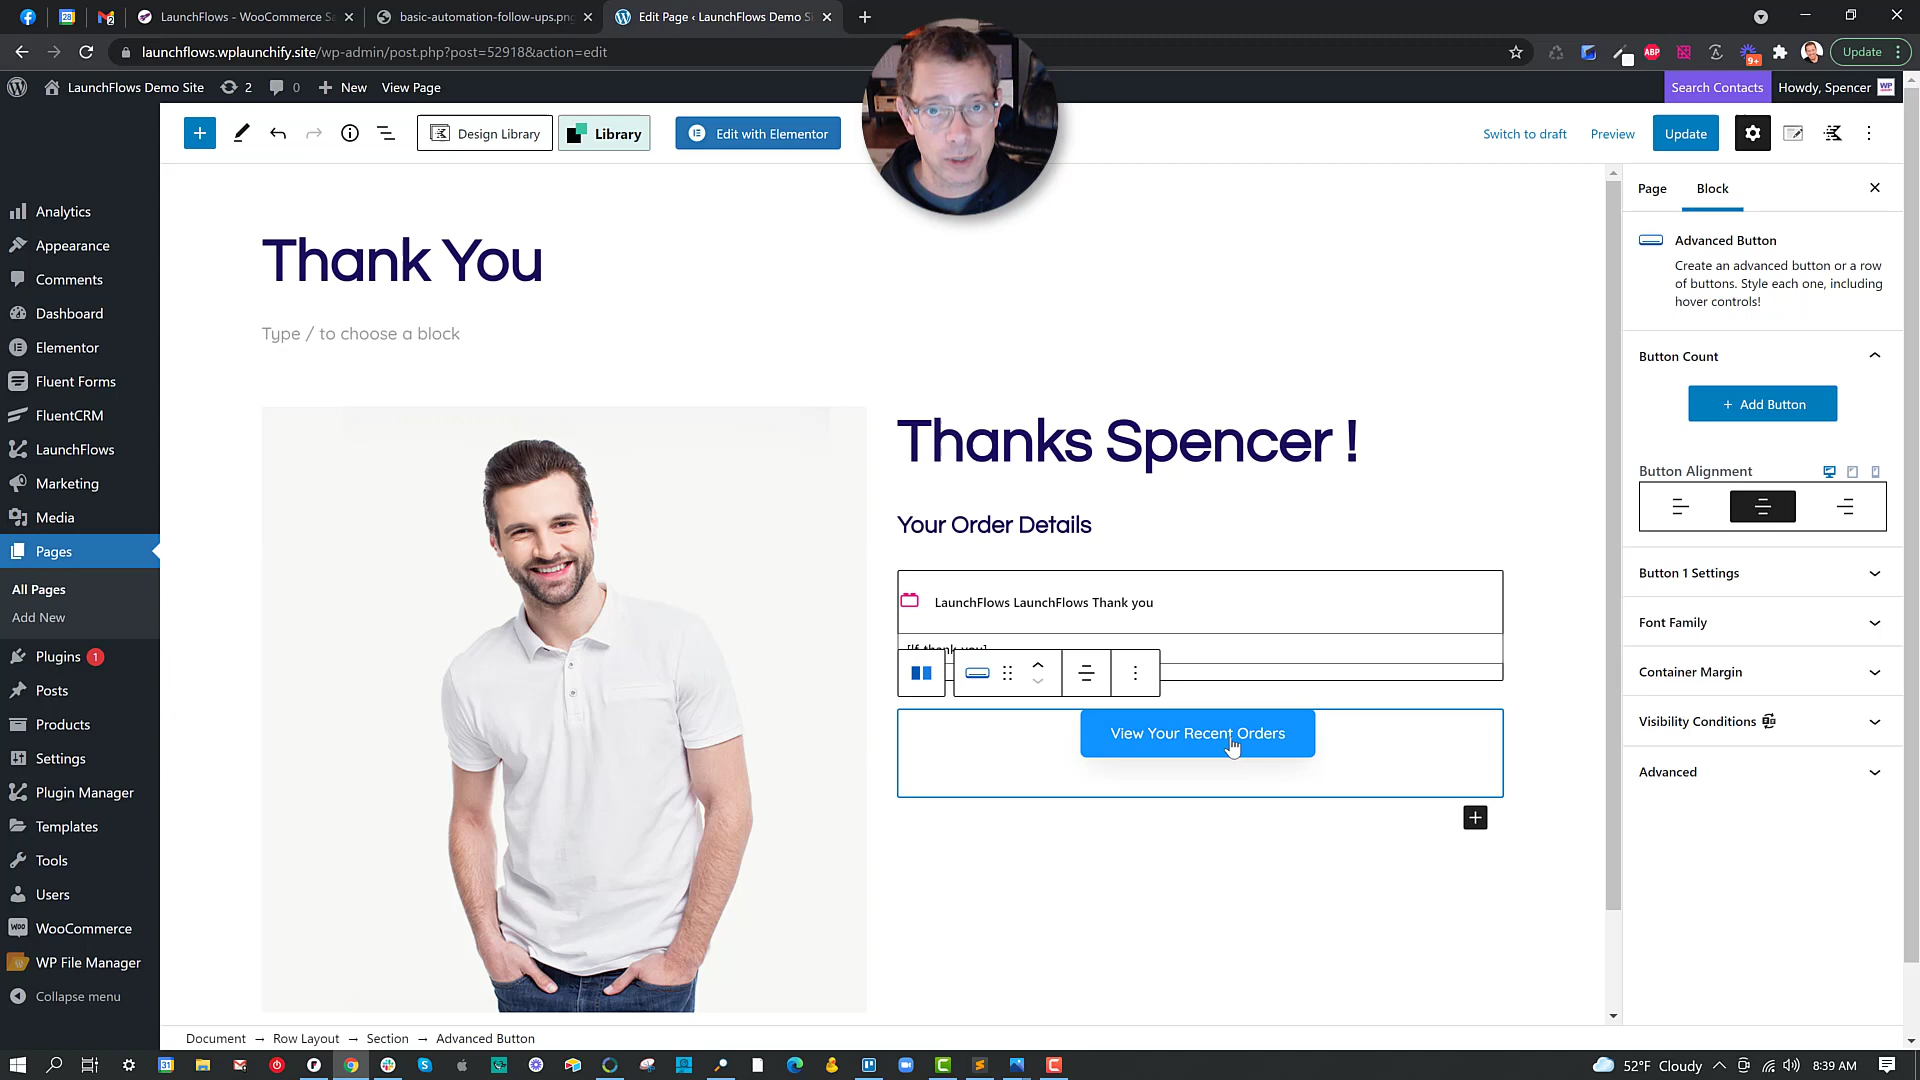 LaunchFlows - WooCommerce Se
basic-automation-follow-ups.png
Edit Page ‹ LaunchFlows Demo Si
launchflows.wplaunchify.site/wp-admin/post.php?post=52918&action=edit
ABP
9+
Update
LaunchFlows Demo Site
2
0
New
View Page
Search Contacts
Howdy, Spencer
Design Library
Library
Edit with Elementor
Switch to draft
Preview
Update
Analytics
Appearance
Comments
Dashboard
Elementor
Fluent Forms
FluentCRM
LaunchFlows
Marketing
Media
Pages
All Pages
Add New
Plugins 1
Posts
Products
Settings
Plugin Manager
Templates
Tools
Users
WooCommerce
WP File Manager
Collapse menu
Thank You
Type / to choose a block
Thanks Spencer !
Your Order Details
LaunchFlows LaunchFlows Thank you
View Your Recent Orders
Page
Block
Advanced Button
Create an advanced button or a row
of buttons. Style each one, including
hover controls!
Button Count
+ Add Button
Button Alignment
Button 1 Settings
Font Family
Container Margin
Visibility Conditions
Advanced
Document → Row Layout → Section → Advanced Button
52°F Cloudy
8:39 AM